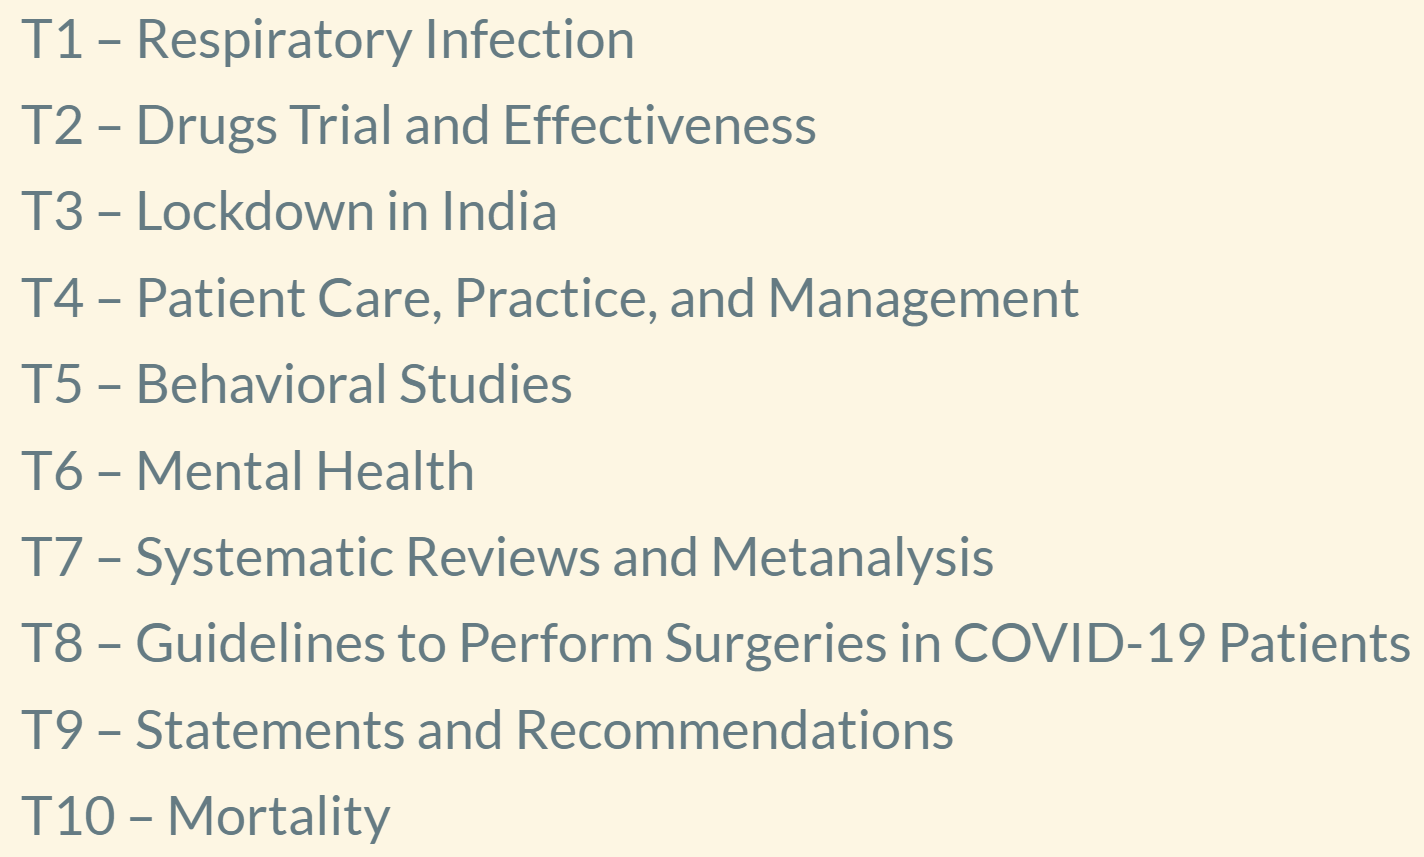 T1 – Respiratory Infection
T2 – Drugs Trial and Effectiveness
T3 – Lockdown in India
T4 – Patient Care, Practice, and Management
T5 – Behavioral Studies
T6 – Mental Health
T7 – Systematic Reviews and Metanalysis
T8 – Guidelines to Perform Surgeries in COVID-19 Patients
T9 – Statements and Recommendations
T10 – Mortality